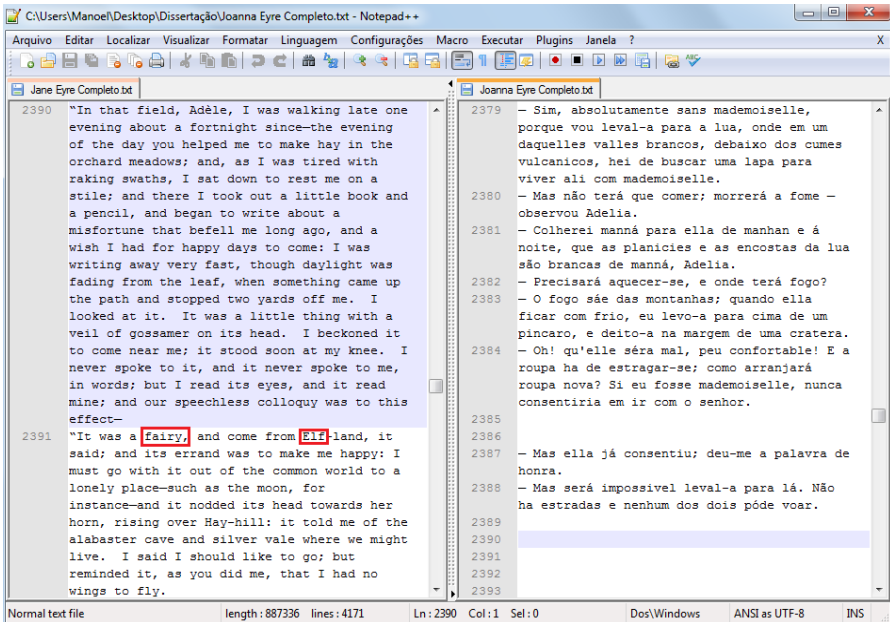 C:\Users\Manoel\Desktop\Dissertação\Joanna Eyre Completo.txt - Notepad++
Arquivo Editar Localizar Visualizar Formatar Linguagem Configurações Macro Executar Plugins Janela ? X
Jane Eyre Completo.txt
2390 "In that field, Adèle, I was walking late one
evening about a fortnight since—the evening
of the day you helped me to make hay in the
orchard meadows; and, as I was tired with
raking swaths, I sat down to rest me on a
stile; and there I took out a little book and
a pencil, and began to write about a
misfortune that befell me long ago, and a
wish I had for happy days to come: I was
writing away very fast, though daylight was
fading from the leaf, when something came up
the path and stopped two yards off me.  I
looked at it.  It was a little thing with a
veil of gossamer on its head.  I beckoned it
to come near me; it stood soon at my knee.  I
never spoke to it, and it never spoke to me,
in words; but I read its eyes, and it read
mine; and our speechless colloquy was to this
effect—
2391 "It was a fairy, and come from Elf-land, it
said; and its errand was to make me happy: I
must go with it out of the common world to a
lonely place—such as the moon, for
instance—and it nodded its head towards her
horn, rising over Hay-hill: it told me of the
alabaster cave and silver vale where we might
live.  I said I should like to go; but
reminded it, as you did me, that I had no
wings to fly.
Joanna Eyre Completo.txt
2379 — Sim, absolutamente sans mademoiselle,
porque vou leval-a para a lua, onde em um
daquelles valles brancos, debaixo dos cumes
vulcanicos, hei de buscar uma lapa para
viver ali com mademoiselle.
2380 — Mas não terá que comer; morrerá a fome —
observou Adelia.
2381 — Colherei manná para ella de manhan e á
noite, que as planicies e as encostas da lua
são brancas de manná, Adelia.
2382 — Precisará aquecer-se, e onde terá fogo?
2383 — O fogo sáe das montanhas; quando ella
ficar com frio, eu levo-a para cima de um
pincaro, e deito-a na margem de uma cratera.
2384 — Oh! qu'elle séra mal, peu confortable! E a
roupa ha de estragar-se; como arranjará
roupa nova? Si eu fosse mademoiselle, nunca
consentiria em ir com o senhor.
2385
2386
2387 — Mas ella já consentiu; deu-me a palavra de
honra.
2388 — Mas será impossivel leval-a para lá. Não
ha estradas e nenhum dos dois póde voar.
2389
2390
2391
2392
2393
Normal text file length : 887336 lines : 4171 Ln : 2390 Col : 1 Sel : 0 Dos\Windows ANSI as UTF-8 INS